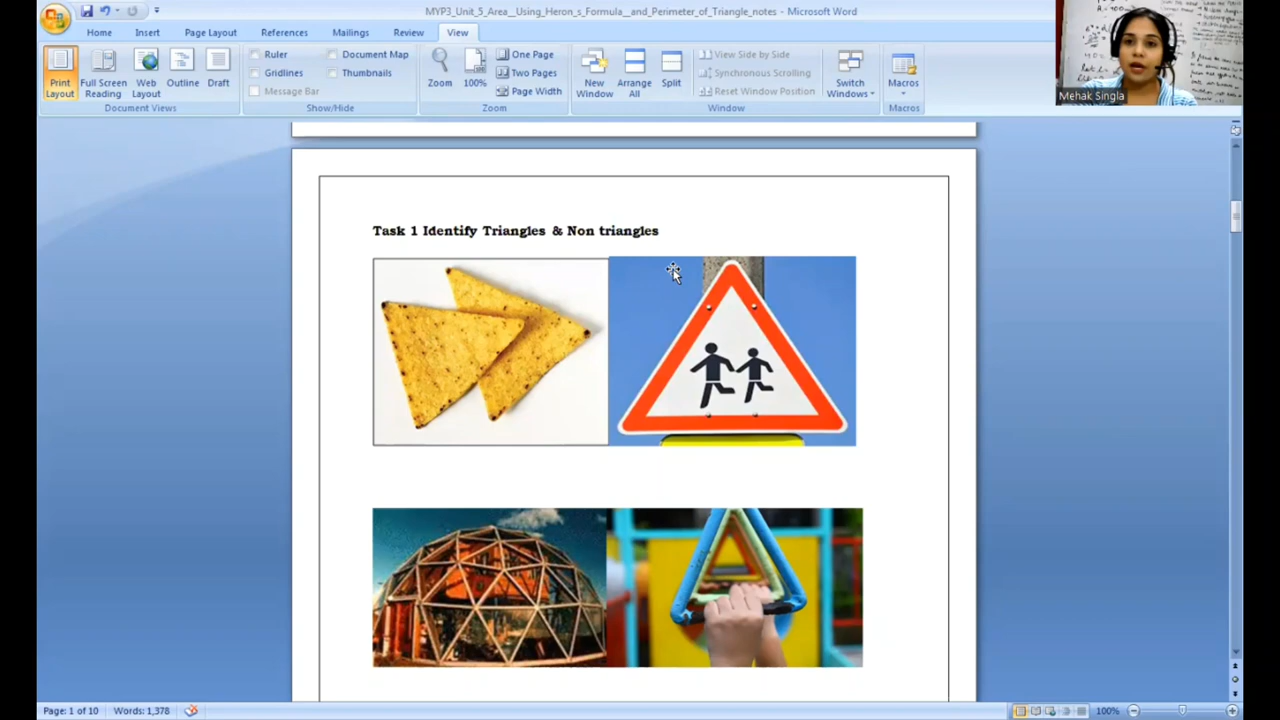 MYP3_Unit_5_Area__Using_Heron_s_Formula__and_Perimeter_of_Triangle_notes - Microsoft Word
Home Insert Page Layout References Mailings Review View
Print Layout
Full Screen Reading
Web Layout
Outline
Draft
Document Views
Ruler
Gridlines
Message Bar
Document Map
Thumbnails
Show/Hide
Zoom
100%
One Page
Two Pages
Page Width
Zoom
New Window
Arrange All
Split
View Side by Side
Synchronous Scrolling
Reset Window Position
Switch Windows
Window
Macros
Macros
Mehak Singla
Task 1 Identify Triangles & Non triangles
Page: 1 of 10 Words: 1,378 100%